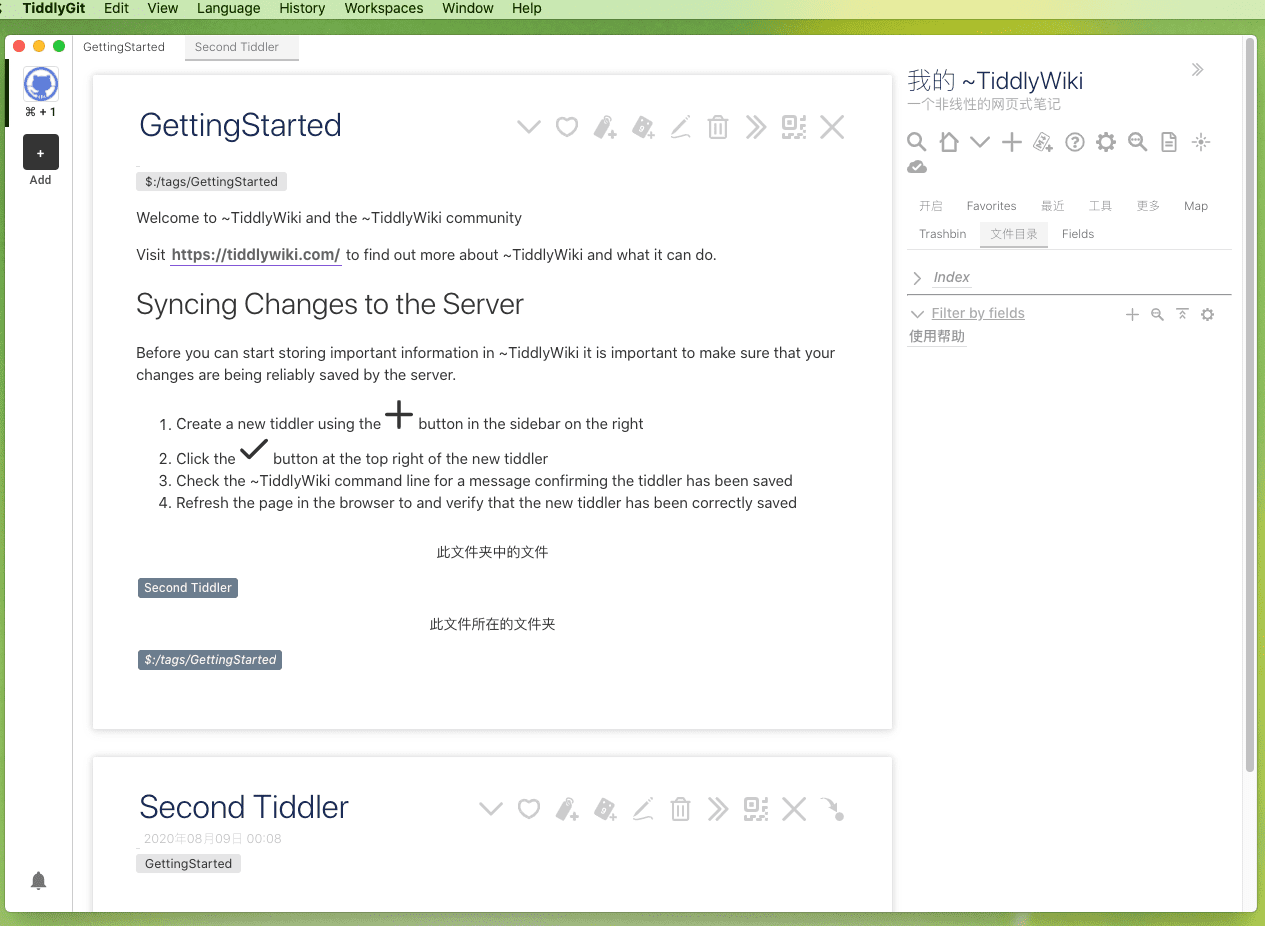 TiddlyGit Edit View Language History Workspaces Window Help
GettingStarted Second Tiddler
⌘ + 1
+
Add
GettingStarted
$:/tags/GettingStarted
Welcome to ~TiddlyWiki and the ~TiddlyWiki community
Visit https://tiddlywiki.com/ to find out more about ~TiddlyWiki and what it can do.
Syncing Changes to the Server
Before you can start storing important information in ~TiddlyWiki it is important to make sure that your
changes are being reliably saved by the server.
1. Create a new tiddler using the + button in the sidebar on the right
2. Click the ✓ button at the top right of the new tiddler
3. Check the ~TiddlyWiki command line for a message confirming the tiddler has been saved
4. Refresh the page in the browser to and verify that the new tiddler has been correctly saved
此文件夹中的文件
Second Tiddler
此文件所在的文件夹
$:/tags/GettingStarted
Second Tiddler
2020年08月09日 00:08
GettingStarted
我的 ~TiddlyWiki
一个非线性的网页式笔记
开启 Favorites 最近 工具 更多 Map
Trashbin 文件目录 Fields
Index
Filter by fields
使用帮助